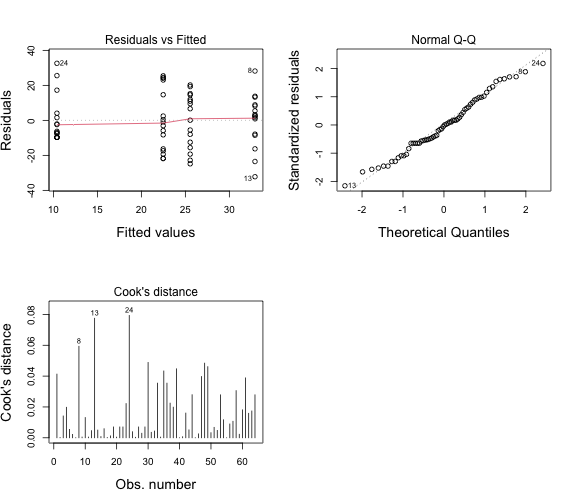 Residuals vs Fitted
Residuals
40
20
0
-20
-40
24
8
13
10 15 20 25 30
Fitted values
Normal Q-Q
Standardized residuals
2
1
0
-1
-2
24
8
13
-2 -1 0 1 2
Theoretical Quantiles
Cook's distance
Cook's distance
0.08
0.06
0.04
0.02
0.00
8
13
24
0 10 20 30 40 50 60
Obs. number